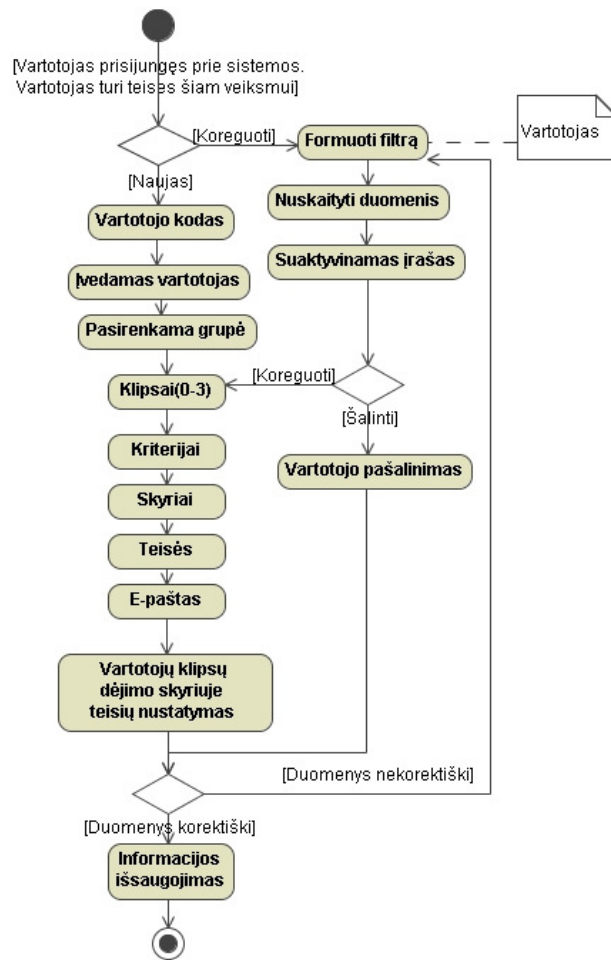 [Vartotojas prisijungęs prie sistemos.
Vartotojas turi teises šiam veiksmui]
[Koreguoti]
Formuoti filtrą
Vartotojas
[Naujas]
Nuskaityti duomenis
Vartotojo kodas
Suaktyvinamas įrašas
Įvedamas vartotojas
Pasirenkama grupė
[Koreguoti]
Klipsai(0-3)
[Šalinti]
Kriterijai
Vartotojo pašalinimas
Skyriai
Teisės
E-paštas
Vartotojų klipsų
dėjimo skyriuje
teisių nustatymas
[Duomenys nekorektiški]
[Duomenys korektiški]
Informacijos
išsaugojimas